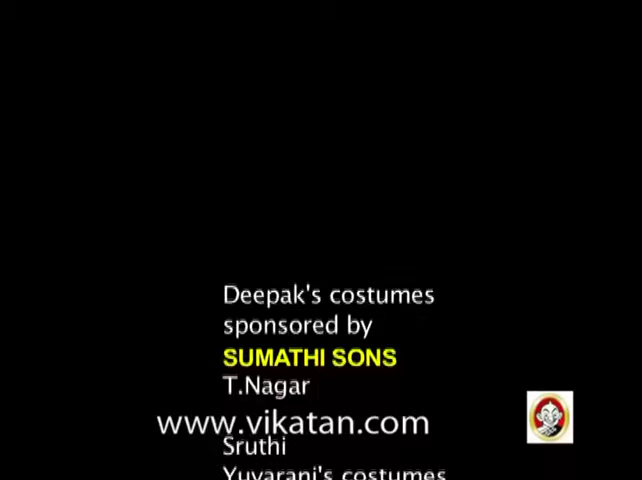 Deepak's costumes
sponsored by
SUMATHI SONS
T.Nagar
www.vikatan.com
Sruthi
Yuvarani's costumes